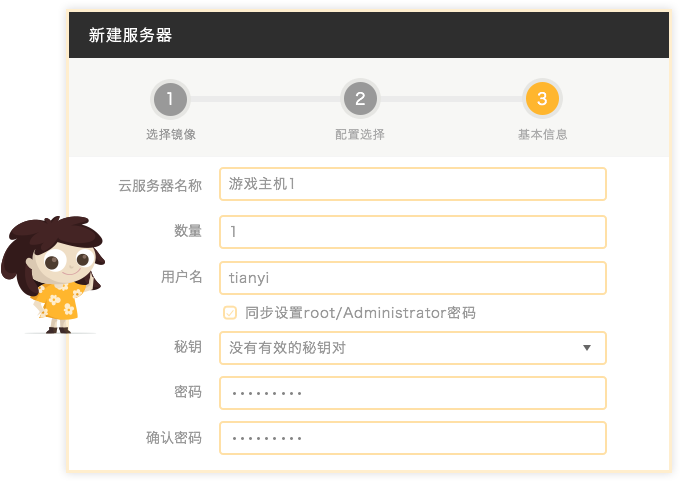 新建服务器
1 2 3
选择镜像 配置选择 基本信息
云服务器名称 游戏主机1
数量 1
用户名 tianyi
同步设置root/Administrator密码
秘钥 没有有效的秘钥对
密码 •••••••••
确认密码 •••••••••